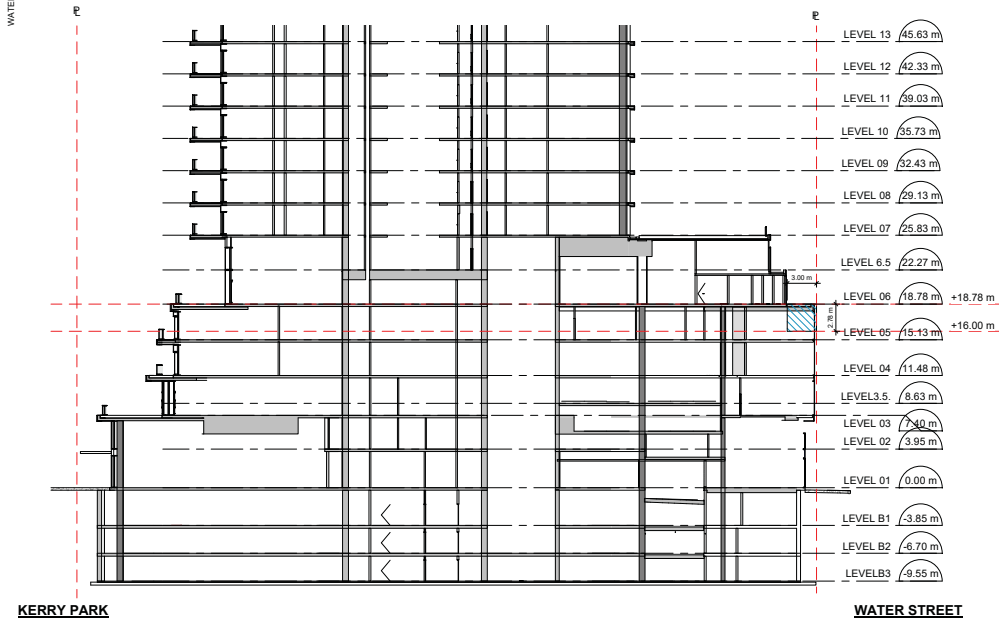 WATER
PL
PL
LEVEL 13 45.63 m
LEVEL 12 42.33 m
LEVEL 11 39.03 m
LEVEL 10 35.73 m
LEVEL 09 32.43 m
LEVEL 08 29.13 m
LEVEL 07 25.83 m
LEVEL 6.5 22.27 m
3.00 m
LEVEL 06 18.78 m +18.78 m
2.78 m
+16.00 m
LEVEL 05 15.13 m
LEVEL 04 11.48 m
LEVEL3.5. 8.63 m
LEVEL 03 7.40 m
LEVEL 02 3.95 m
LEVEL 01 0.00 m
LEVEL B1 -3.85 m
LEVEL B2 -6.70 m
LEVELB3 -9.55 m
KERRY PARK
WATER STREET